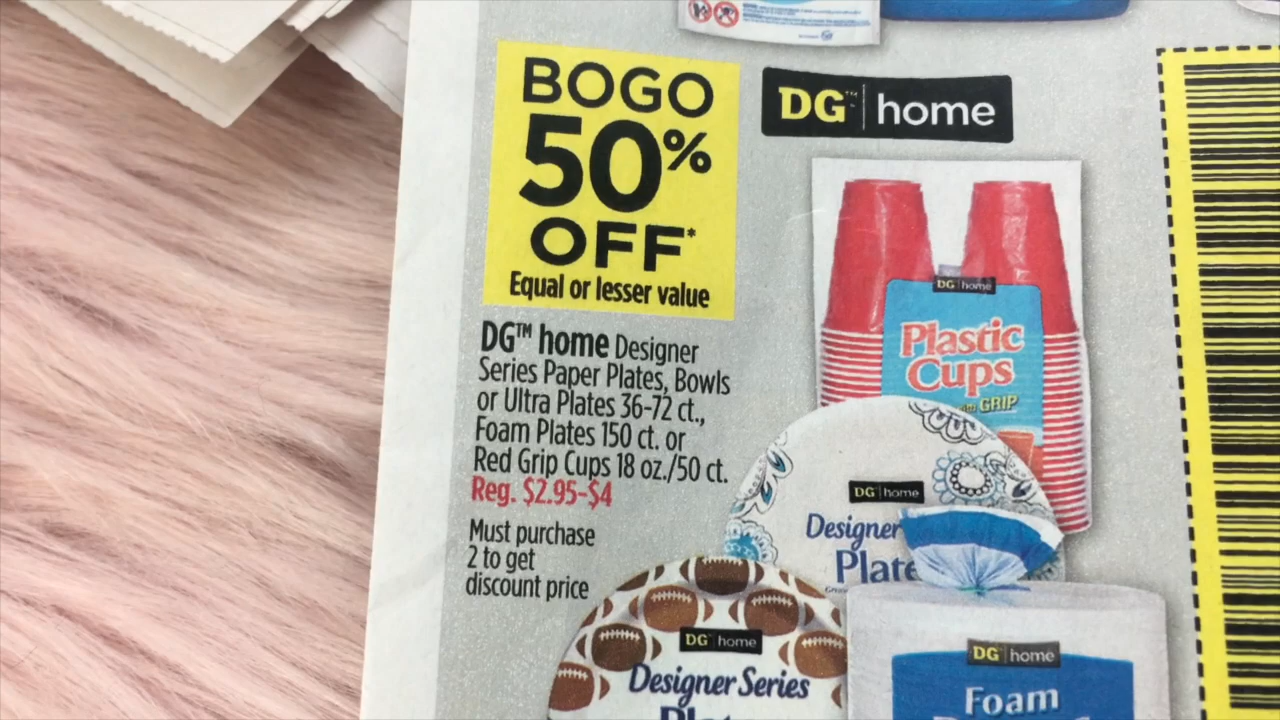 BOGO
50%
OFF*
Equal or lesser value
DG™ home Designer
Series Paper Plates, Bowls
or Ultra Plates 36-72 ct.,
Foam Plates 150 ct. or
Red Grip Cups 18 oz./50 ct.
Reg. $2.95-$4
Must purchase
2 to get
discount price
DG™ home
DG home
Plastic
Cups
with GRIP
DG home
Designer
Plate
DG home
Designer Series
DG home
Foam